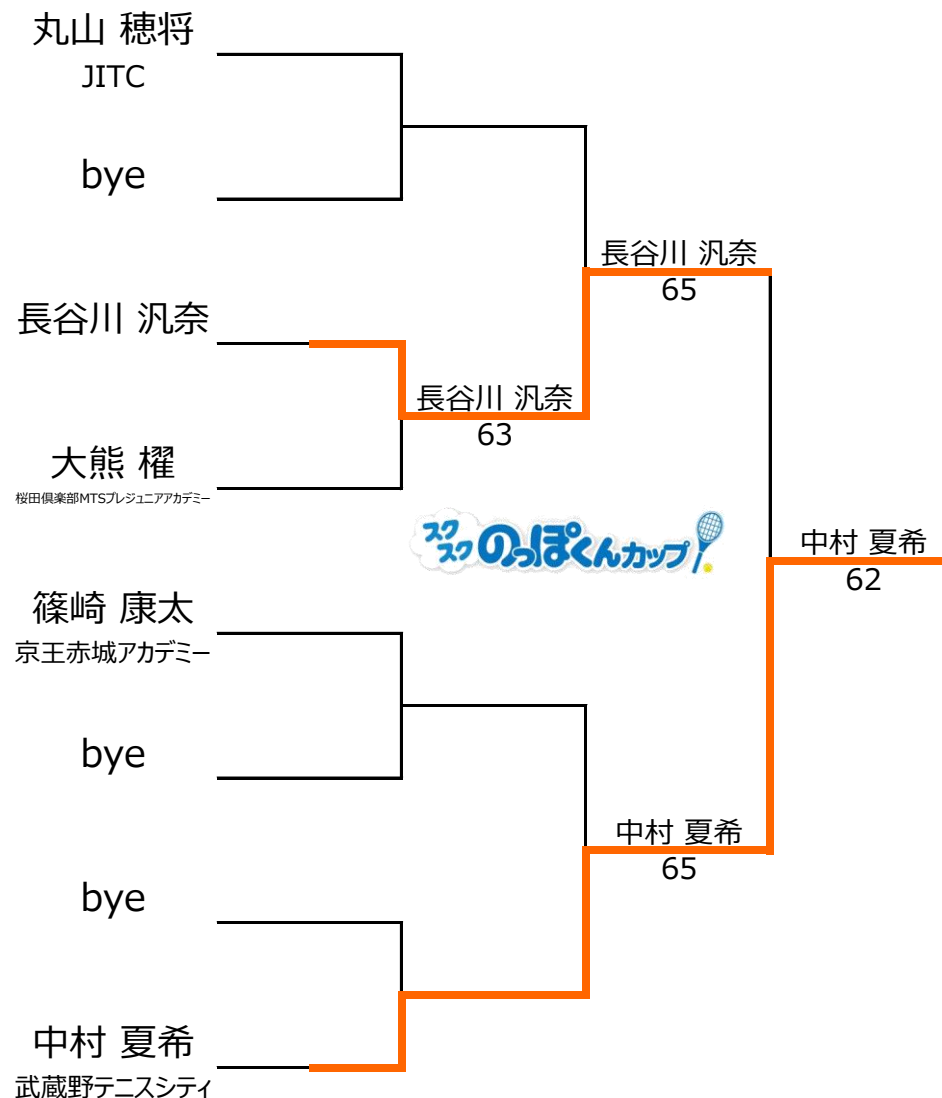 丸山 穂将
JITC
bye
長谷川 汎奈
65
長谷川 汎奈
長谷川 汎奈
63
大熊 櫂
桜田倶楽部MTSプレジュニアアカデミー
スクスクのっぽくんカップ
中村 夏希
62
篠崎 康太
京王赤城アカデミー
bye
中村 夏希
65
bye
中村 夏希
武蔵野テニスシティ